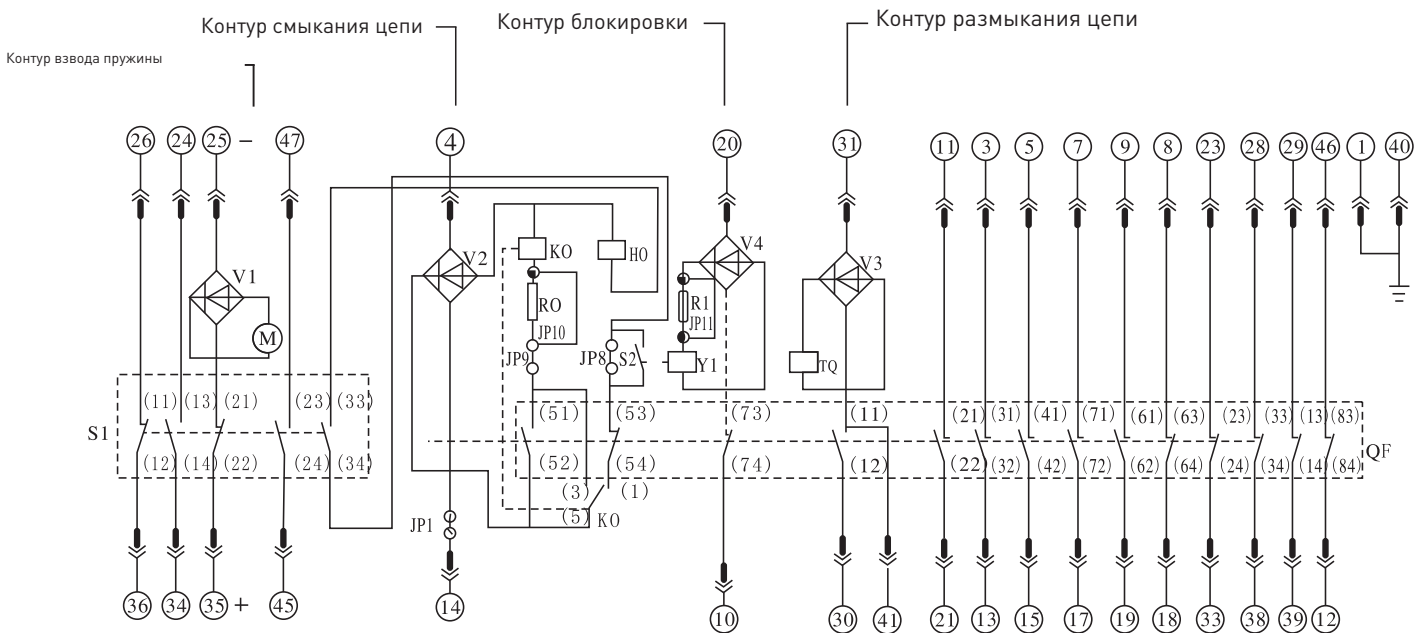 Контур взвода пружины
Контур смыкания цепи
Контур блокировки
Контур размыкания цепи
26 24 25 – 47 4 20 31 11 3 5 7 9 8 23 28 29 46 1 40
V1 V2 KO HO V4 V3
M RO R1
JP10 JP11
JP9 JP8 S2 Y1 TQ
S1 (11) (13) (21) (23) (33)
(12) (14) (22) (24) (34)
(51) (53) (73) (11) (21) (31) (41) (71) (61) (63) (23) (33) (13) (83)
(52) (54) (74) (12) (22) (32) (42) (72) (62) (64) (24) (34) (14) (84) QF
(3) (1)
(5) KO
JP1
36 34 35 + 45 14 10 30 41 21 13 15 17 19 18 33 38 39 12